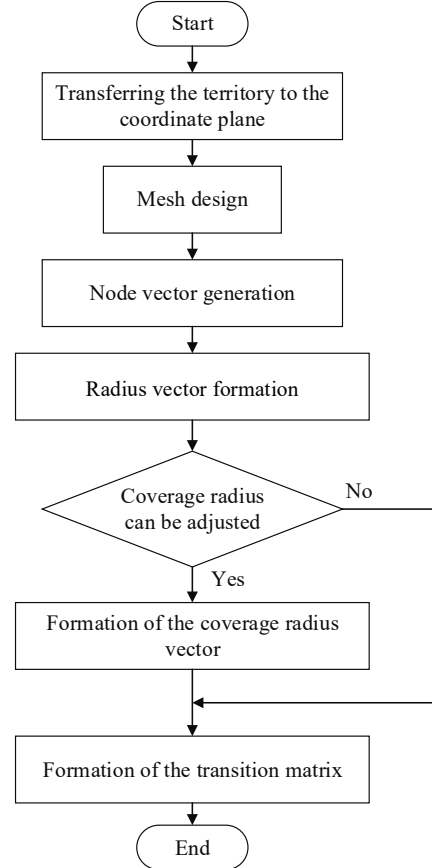 Start
Transferring the territory to the
coordinate plane
Mesh design
Node vector generation
Radius vector formation
Coverage radius
can be adjusted
No
Yes
Formation of the coverage radius
vector
Formation of the transition matrix
End